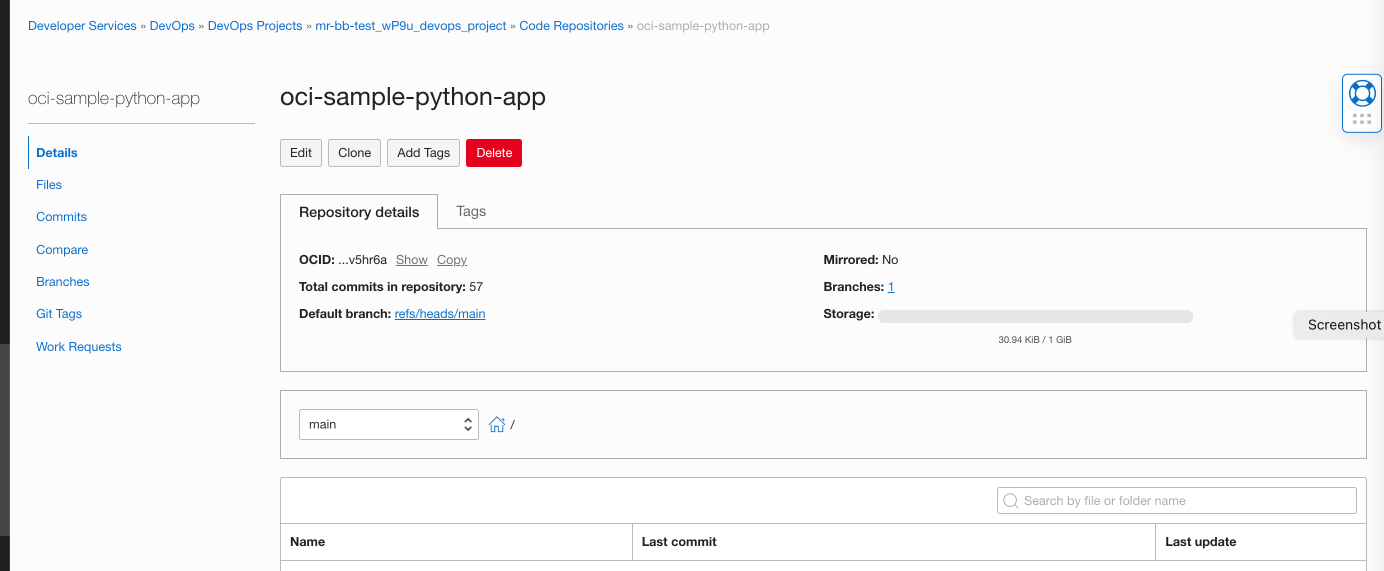 Developer Services » DevOps » DevOps Projects » mr-bb-test_wP9u_devops_project » Code Repositories » oci-sample-python-app
oci-sample-python-app
Details
Files
Commits
Compare
Branches
Git Tags
Work Requests
oci-sample-python-app
Edit Clone Add Tags Delete
Repository details Tags
OCID: ...v5hr6a Show Copy
Total commits in repository: 57
Default branch: refs/heads/main
Mirrored: No
Branches: 1
Storage:
30.94 KiB / 1 GiB
Screenshot
main /
Search by file or folder name
Name Last commit Last update